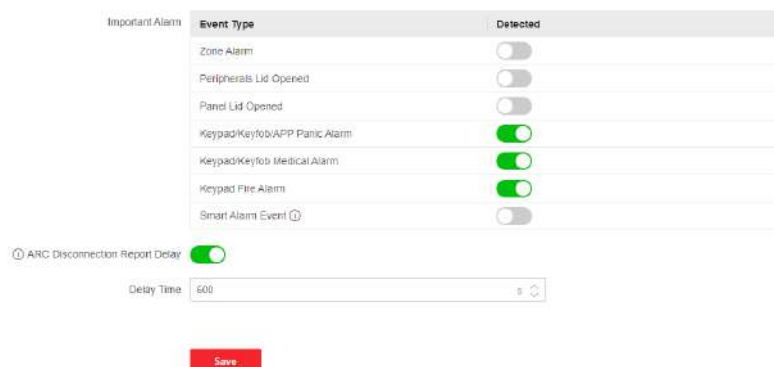 Important Alarm Event Type Detected
Zone Alarm
Peripherals Lid Opened
Panel Lid Opened
Keypad/Keyfob/APP Panic Alarm
Keypad/Keyfob Medical Alarm
Keypad Fire Alarm
Smart Alarm Event
ARC Disconnection Report Delay
Delay Time 600 s
Save